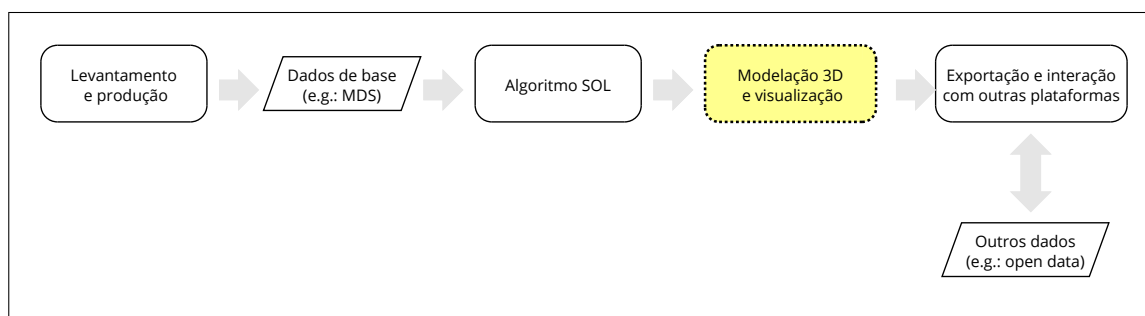 Levantamento
e produção
Dados de base
(e.g.: MDS)
Algoritmo SOL
Modelação 3D
e visualização
Exportação e interação
com outras plataformas
Outros dados
(e.g.: open data)